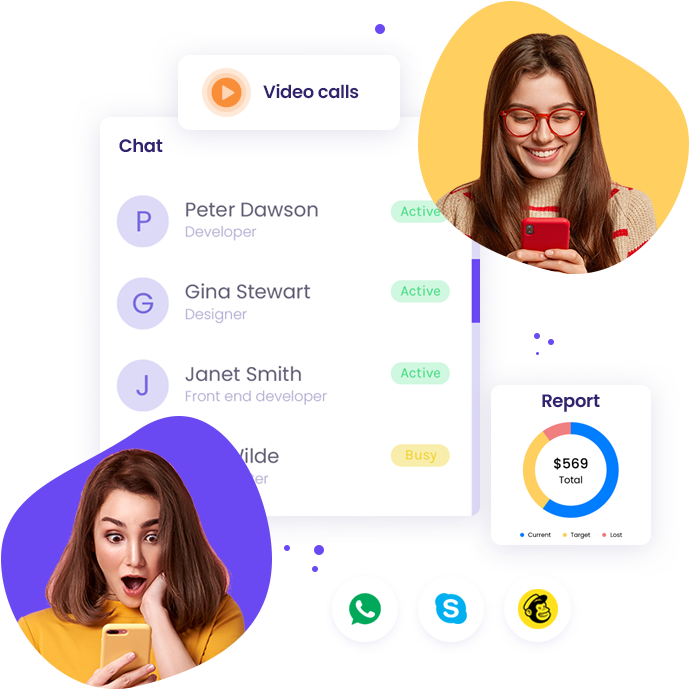 Video calls
Chat
P
Peter Dawson
Active
Developer
G
Gina Stewart
Active
Designer
J
Janet Smith
Active
Front end developer
Wilde
Busy
Report
$569
Total
Current
Target
Lost
S